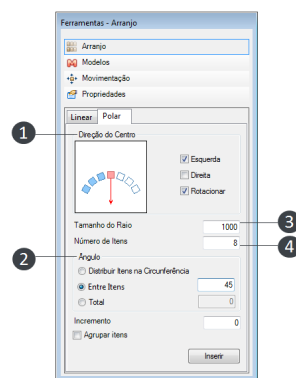 Ferramentas - Arranjo
Arranjo
Modelos
Movimentação
Propriedades
Linear Polar
1 Direção do Centro
Esquerda
Direita
Rotacionar
Tamanho do Raio 1000 3
Número de Itens 8 4
2 Ângulo
Distribuir Itens na Circunferência
Entre Itens 45
Total 0
Incremento 0
Agrupar itens
Inserir